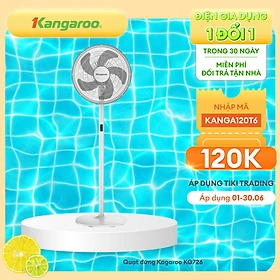 Kangaroo
ĐIỆN GIA DỤNG
1 ĐỔI 1
TRONG 30 NGÀY
MIỄN PHÍ
ĐỔI TRẢ TẬN NHÀ
NHẬP MÃ
KANGA120T6
120K
ÁP DỤNG TIKI TRADING
Áp dụng 01-30.06
Quạt đứng Kagaroo KG726